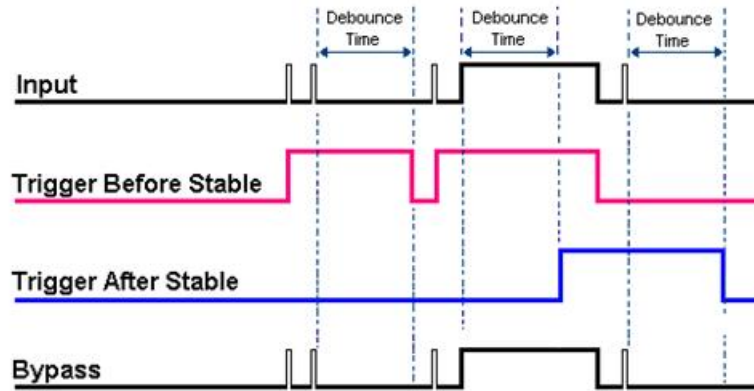 Debounce
Time
Debounce
Time
Debounce
Time
Input
Trigger Before Stable
Trigger After Stable
Bypass